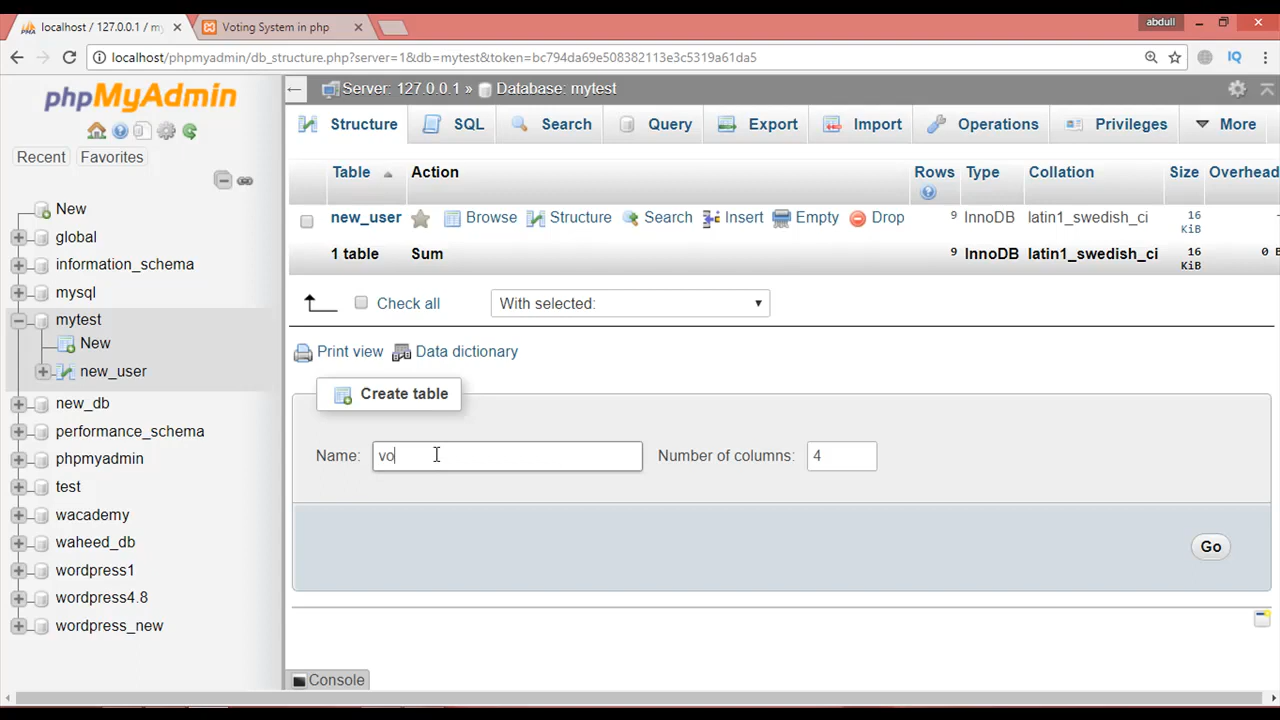 localhost / 127.0.0.1 / my
Voting System in php
abdull
localhost/phpmyadmin/db_structure.php?server=1&db=mytest&token=bc794da69e508382113e3c5319a61da5
phpMyAdmin
Recent
Favorites
New
global
information_schema
mysql
mytest
New
new_user
new_db
performance_schema
phpmyadmin
test
wacademy
waheed_db
wordpress1
wordpress4.8
wordpress_new
Server: 127.0.0.1 » Database: mytest
Structure SQL Search Query Export Import Operations Privileges More
Table Action Rows Type Collation Size Overhead
new_user Browse Structure Search Insert Empty Drop 9 InnoDB latin1_swedish_ci 16 KiB -
1 table Sum 9 InnoDB latin1_swedish_ci 16 KiB 0 B
Check all With selected:
Print view Data dictionary
Create table
Name: vo Number of columns: 4
Go
Console